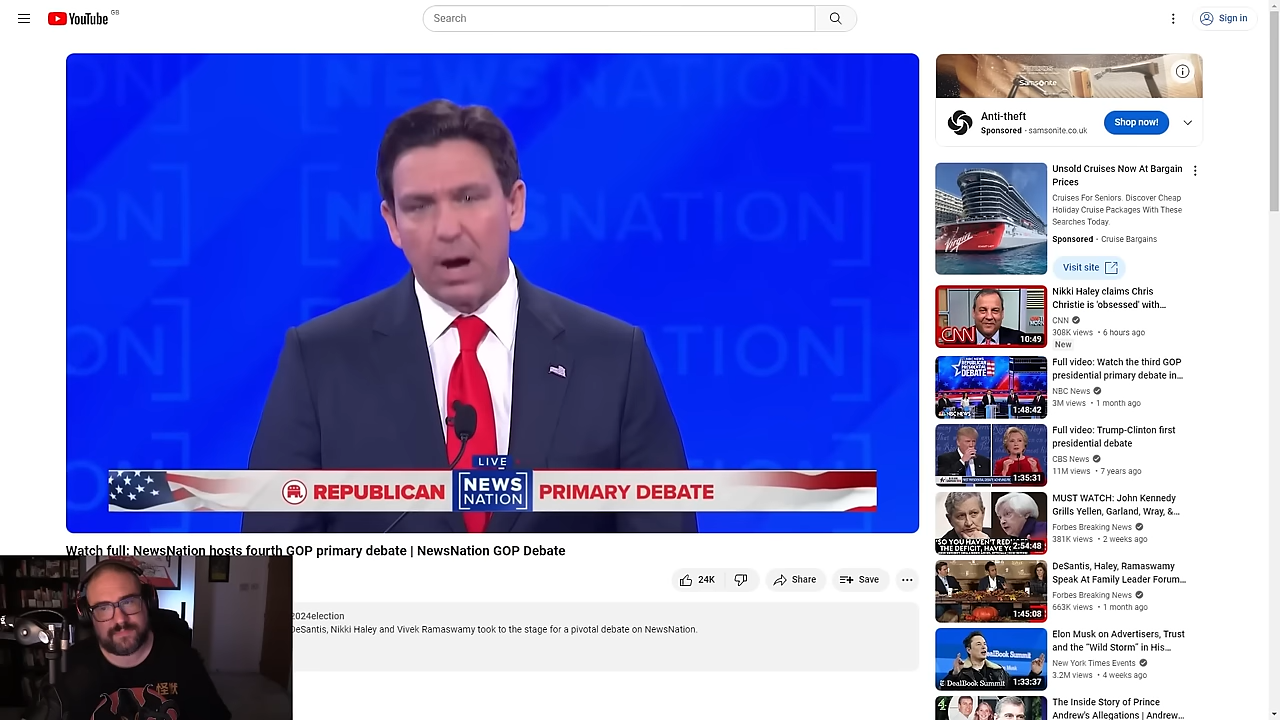 YouTube GB
Search
Sign in
NEWSNATION
LIVE
REPUBLICAN
NEWS
NATION
PRIMARY DEBATE
Watch full: NewsNation hosts fourth GOP primary debate | NewsNation GOP Debate
24K
Share
Save
2024election
DeSantis, Nikki Haley and Vivek Ramaswamy took to the stage for a pivotal debate on NewsNation.
怪獣
Samsonite
Anti-theft
Sponsored · samsonite.co.uk
Shop now!
Virgin
Unsold Cruises Now At Bargain
Prices
Cruises For Seniors. Discover Cheap
Holiday Cruise Packages With These
Searches Today.
Sponsored · Cruise Bargains
Visit site
CNN
10:49
Nikki Haley claims Chris
Christie is 'obsessed' with...
CNN
308K views • 6 hours ago
New
1:48:42
Full video: Watch the third GOP
presidential primary debate in...
NBC News
3M views • 1 month ago
1:35:31
Full video: Trump-Clinton first
presidential debate
CBS News
11M views • 7 years ago
2:54:48
MUST WATCH: John Kennedy
Grills Yellen, Garland, Wray, &...
Forbes Breaking News
381K views • 2 weeks ago
1:45:08
DeSantis, Haley, Ramaswamy
Speak At Family Leader Forum...
Forbes Breaking News
663K views • 1 month ago
DealBook Summit
1:33:37
Elon Musk on Advertisers, Trust
and the "Wild Storm" in His...
New York Times Events
3.2M views • 4 weeks ago
The Inside Story of Prince
Andrew's Allegations | Andrew...